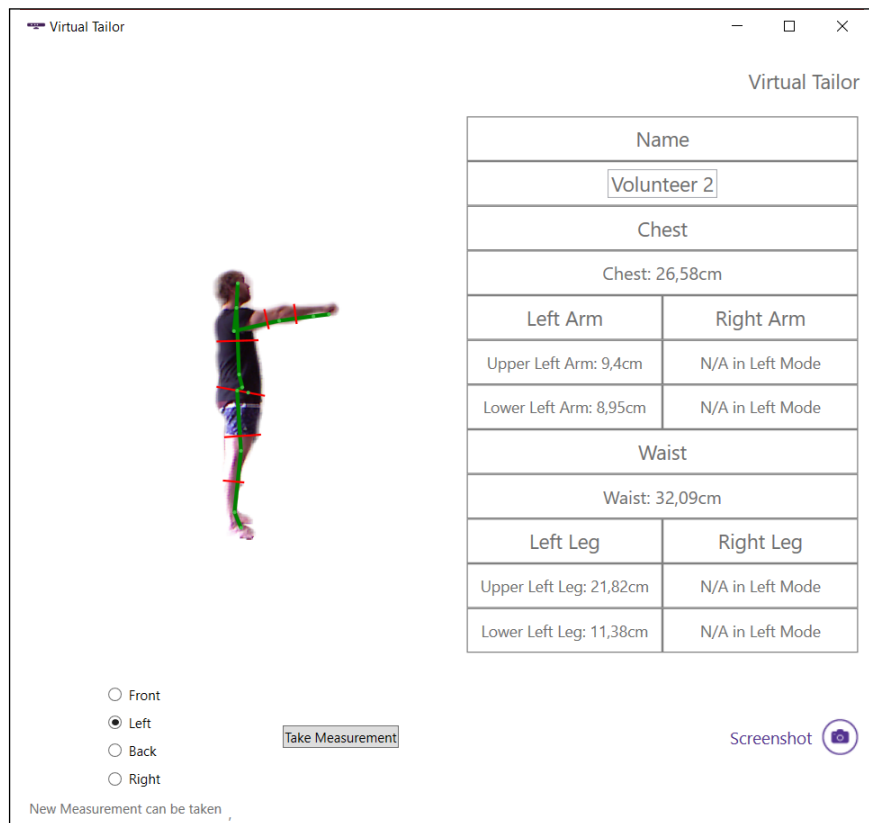 Virtual Tailor
Virtual Tailor
Name
Volunteer 2
Chest
Chest: 26,58cm
Left Arm Right Arm
Upper Left Arm: 9,4cm N/A in Left Mode
Lower Left Arm: 8,95cm N/A in Left Mode
Waist
Waist: 32,09cm
Left Leg Right Leg
Upper Left Leg: 21,82cm N/A in Left Mode
Lower Left Leg: 11,38cm N/A in Left Mode
Front
Left
Back
Right
Take Measurement
Screenshot
New Measurement can be taken ,